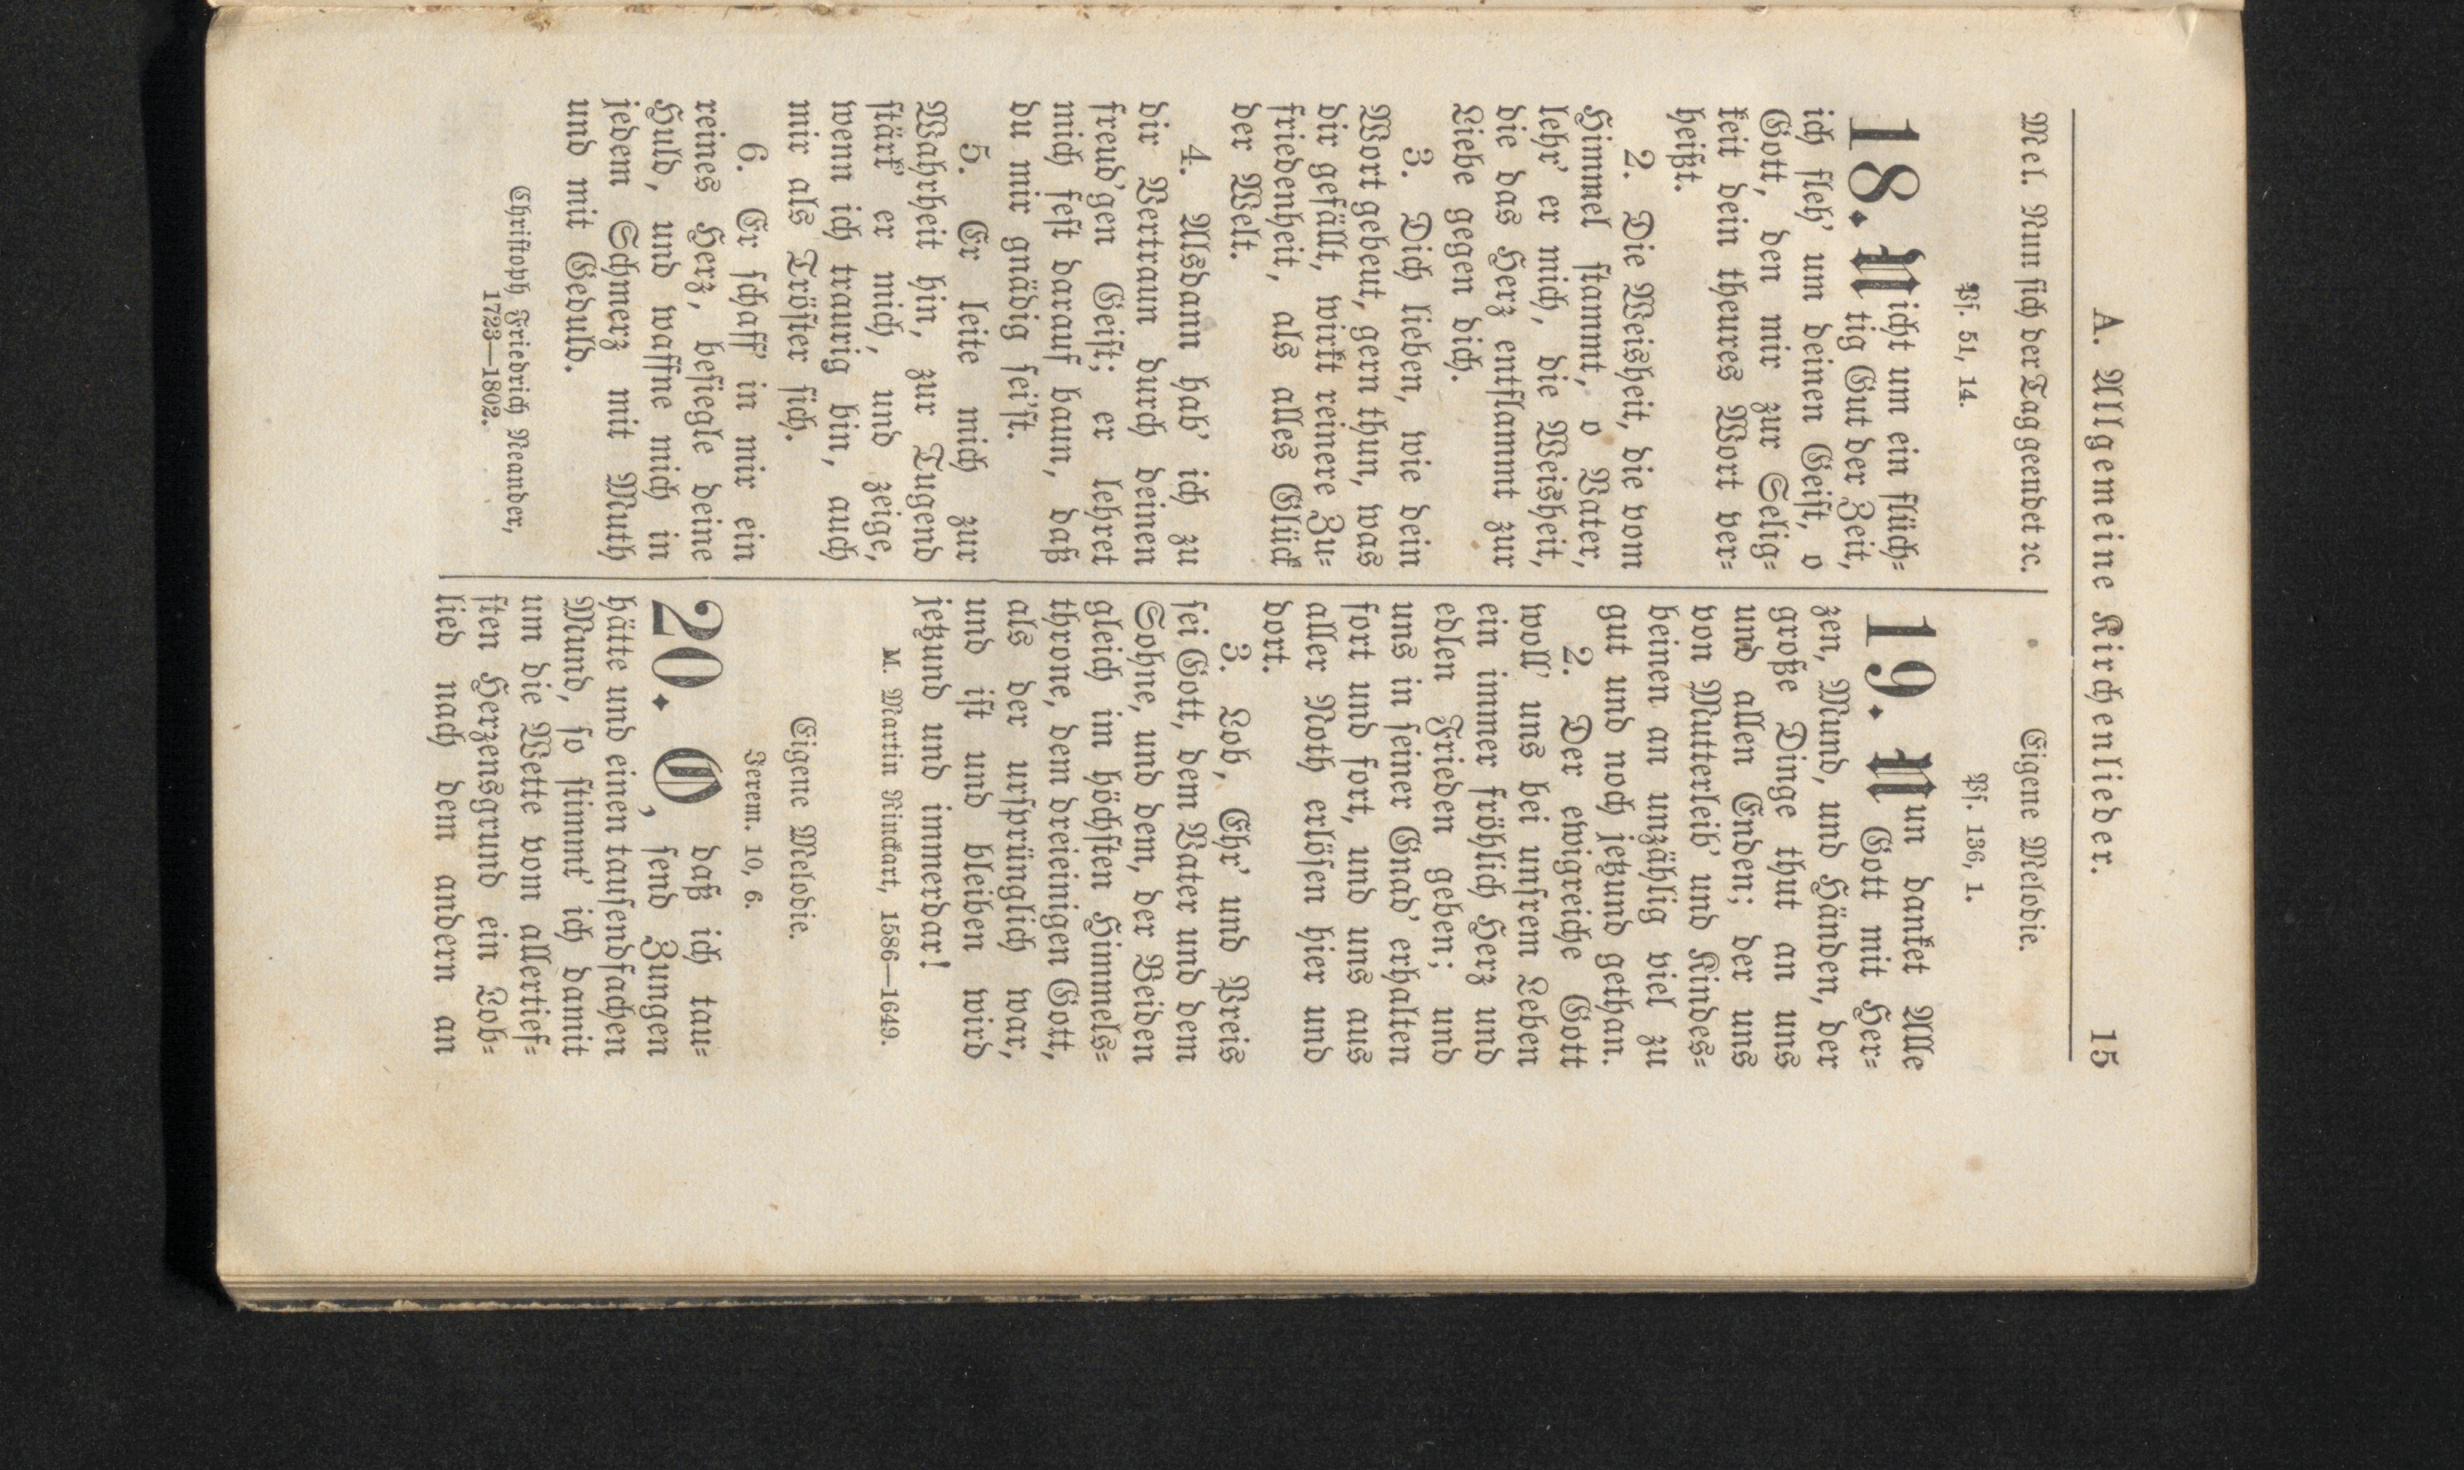 A. Allgemeine Kirchenlieder. 15
Mel. Nun ſich der Tag geendet ꝛc.
Pſ. 51, 14.
18. Nicht um ein flüch-
tig Gut der Zeit,
ich fleh' um deinen Geiſt, o
Gott, den mir zur Selig-
keit dein theures Wort ver-
heißt.
2. Die Weisheit, die vom
Himmel ſtammt, o Vater,
lehr' er mich, die Weisheit,
die das Herz entflammt zur
Liebe gegen dich.
3. Dich lieben, wie dein
Wort gebeut, gern thun, was
dir gefällt, wirkt reinere Zu-
friedenheit, als alles Glück
der Welt.
4. Alsdann hab' ich zu
dir Vertraun durch deinen
freud'gen Geiſt; er lehret
mich feſt darauf baun, daß
du mir gnädig ſei'ſt.
5. Er leite mich zur
Wahrheit hin, zur Tugend
ſtärk' er mich, und zeige,
wenn ich traurig bin, auch
mir als Tröſter ſich.
6. Er ſchaff' in mir ein
reines Herz, beſiegle deine
Huld, und waffne mich in
jedem Schmerz mit Muth
und mit Geduld.
Chriſtoph Friedrich Neander,
1723—1802.
Eigene Melodie.
Pſ. 136, 1.
19. Nun danket Alle
Gott mit Her-
zen, Mund, und Händen, der
große Dinge thut an uns
und allen Enden; der uns
von Mutterleib' und Kindes-
beinen an unzählig viel zu
gut und noch jetzund gethan.
2. Der ewigreiche Gott
woll' uns bei unſrem Leben
ein immer fröhlich Herz und
edlen Frieden geben; und
uns in ſeiner Gnad' erhalten
fort und fort, und uns aus
aller Noth erlöſen hier und
dort.
3. Lob, Ehr' und Preis
ſei Gott, dem Vater und dem
Sohne, und dem, der Beiden
gleich im höchſten Himmels-
throne, dem dreieinigen Gott,
als der urſprünglich war,
und iſt und bleiben wird
jetzund und immerdar!
M. Martin Rinckart, 1586—1649.
Eigene Melodie.
Jerem. 10, 6.
20. O, daß ich tau-
ſend Zungen
hätte und einen tauſendfachen
Mund, ſo ſtimmt' ich damit
um die Wette vom allertief-
ſten Herzensgrund ein Lob-
lied nach dem andern an